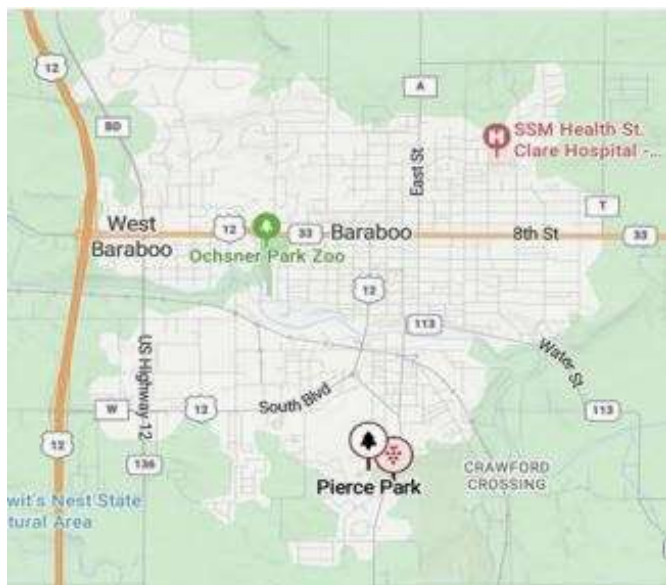 12
A
BD
SSM Health St.
Clare Hospital -...
East St
T
West
Baraboo
12
33
Baraboo
8th St
33
Ochsner Park Zoo
12
113
US Highway 12
Water St
South Blvd
W
12
113
12
136
Pierce Park
CRAWFORD
CROSSING
wit's Nest State
tural Area